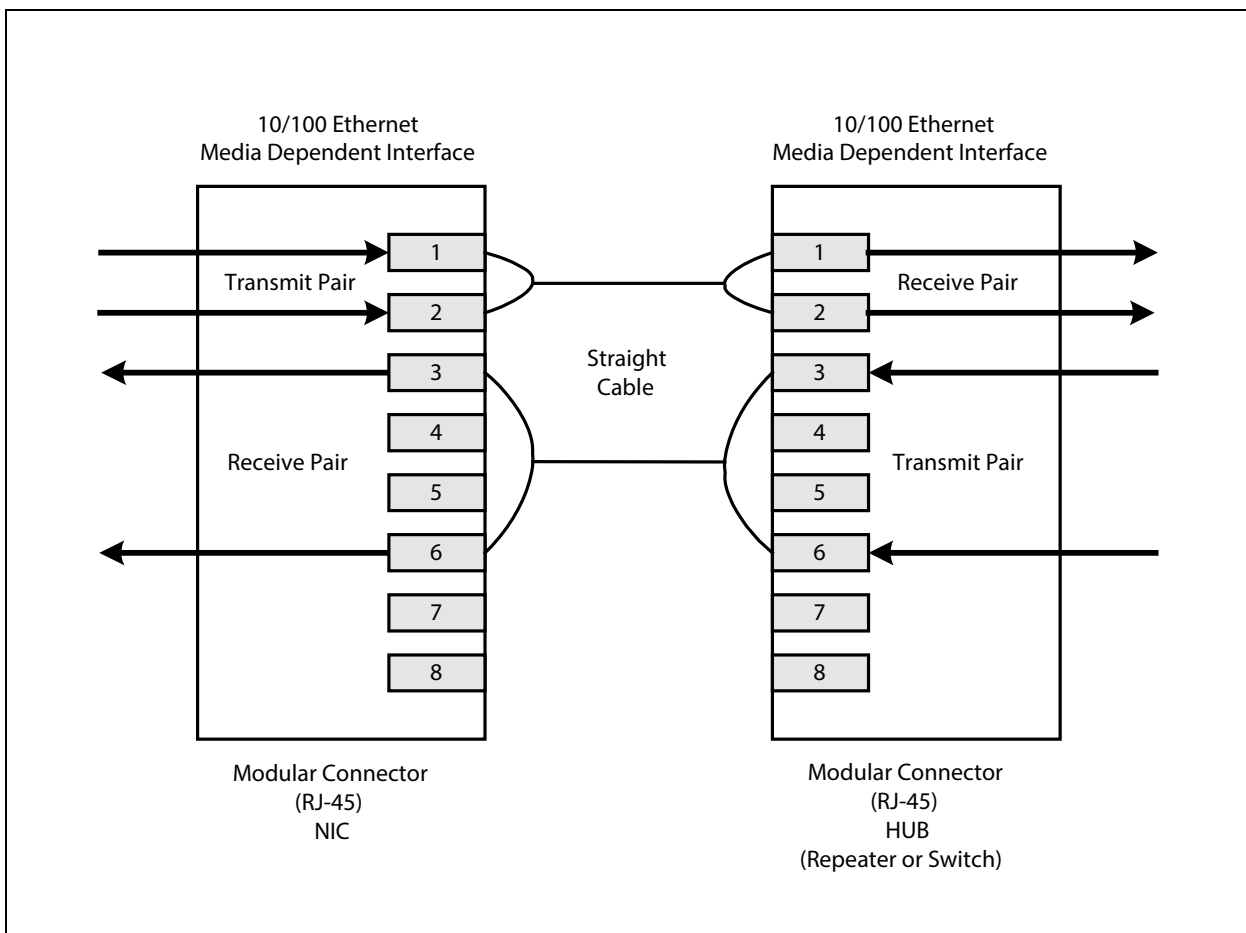 10/100 Ethernet
Media Dependent Interface
10/100 Ethernet
Media Dependent Interface
1
Transmit Pair
2
3
4
Receive Pair
5
6
7
8
Straight
Cable
1
Receive Pair
2
3
4
Transmit Pair
5
6
7
8
Modular Connector
(RJ-45)
NIC
Modular Connector
(RJ-45)
HUB
(Repeater or Switch)